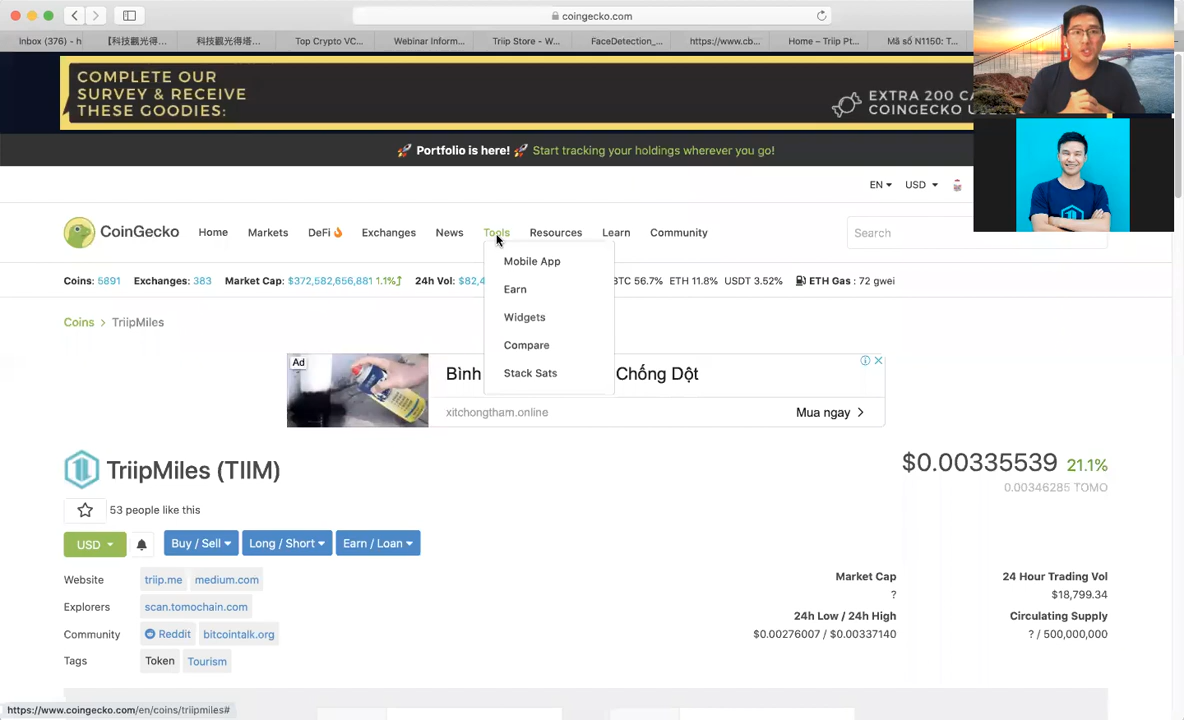 coingecko.com
Inbox (376) - h
【科技觀光得...
科技觀光得塔...
Top Crypto VC...
Webinar Inform...
Triip Store - W...
FaceDetection_...
https://www.cb...
Home – Triip Pt...
Mã số N1150: T...
COMPLETE OUR
SURVEY & RECEIVE
THESE GOODIES:
EXTRA 200 CA
COINGECKO U
Portfolio is here! Start tracking your holdings wherever you go!
EN USD
CoinGecko Home Markets DeFi Exchanges News Tools Resources Learn Community Search
Mobile App
Earn
Widgets
Compare
Stack Sats
Coins: 5891 Exchanges: 383 Market Cap: $372,582,656,881 1.1% 24h Vol: $82,4 BTC 56.7% ETH 11.8% USDT 3.52% ETH Gas : 72 gwei
Coins > TriipMiles
Ad
Bình Chống Dột
xitchongtham.online Mua ngay
TriipMiles (TIIM)
$0.00335539 21.1%
0.00346285 TOMO
53 people like this
USD Buy / Sell Long / Short Earn / Loan
Website triip.me medium.com
Explorers scan.tomochain.com
Community Reddit bitcointalk.org
Tags Token Tourism
Market Cap
?
24 Hour Trading Vol
$18,799.34
24h Low / 24h High
$0.00276007 / $0.00337140
Circulating Supply
? / 500,000,000
https://www.coingecko.com/en/coins/triipmiles#